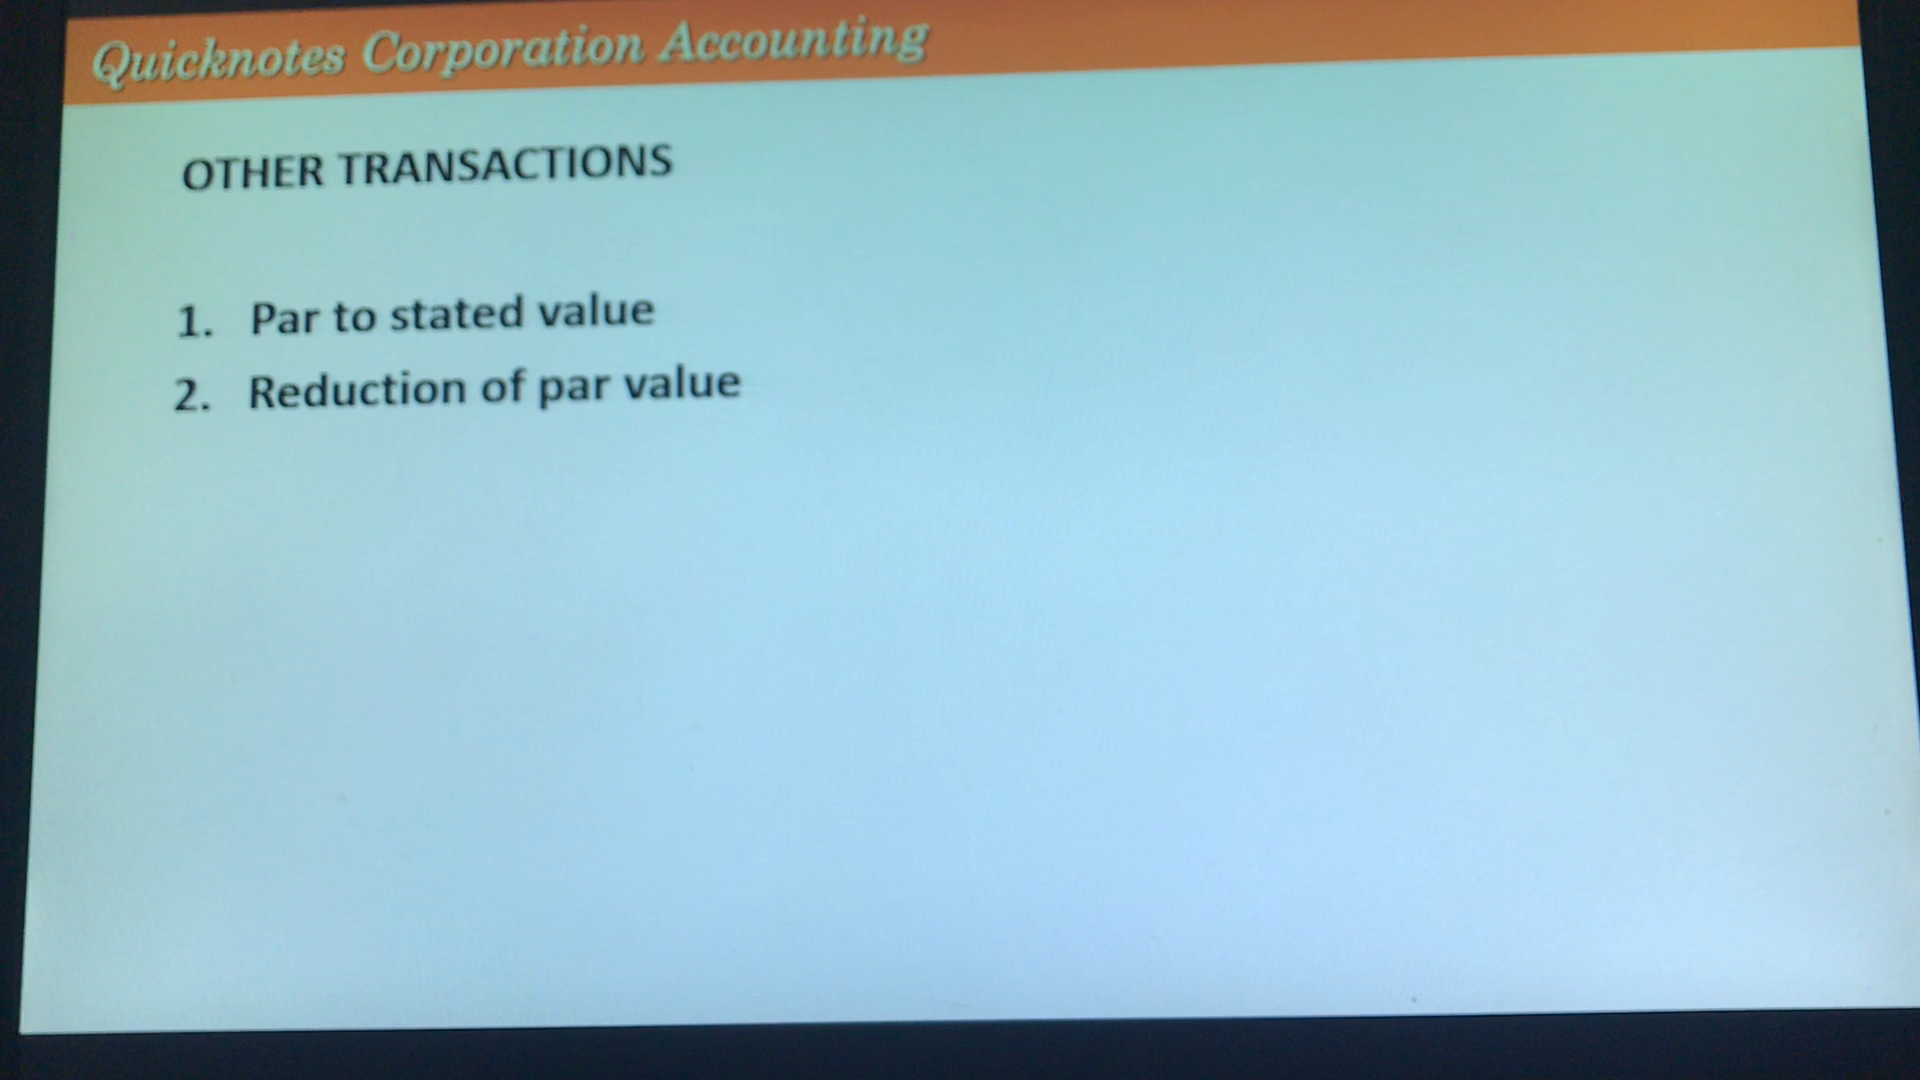 Quicknotes Corporation Accounting
OTHER TRANSACTIONS
1. Par to stated value
2. Reduction of par value